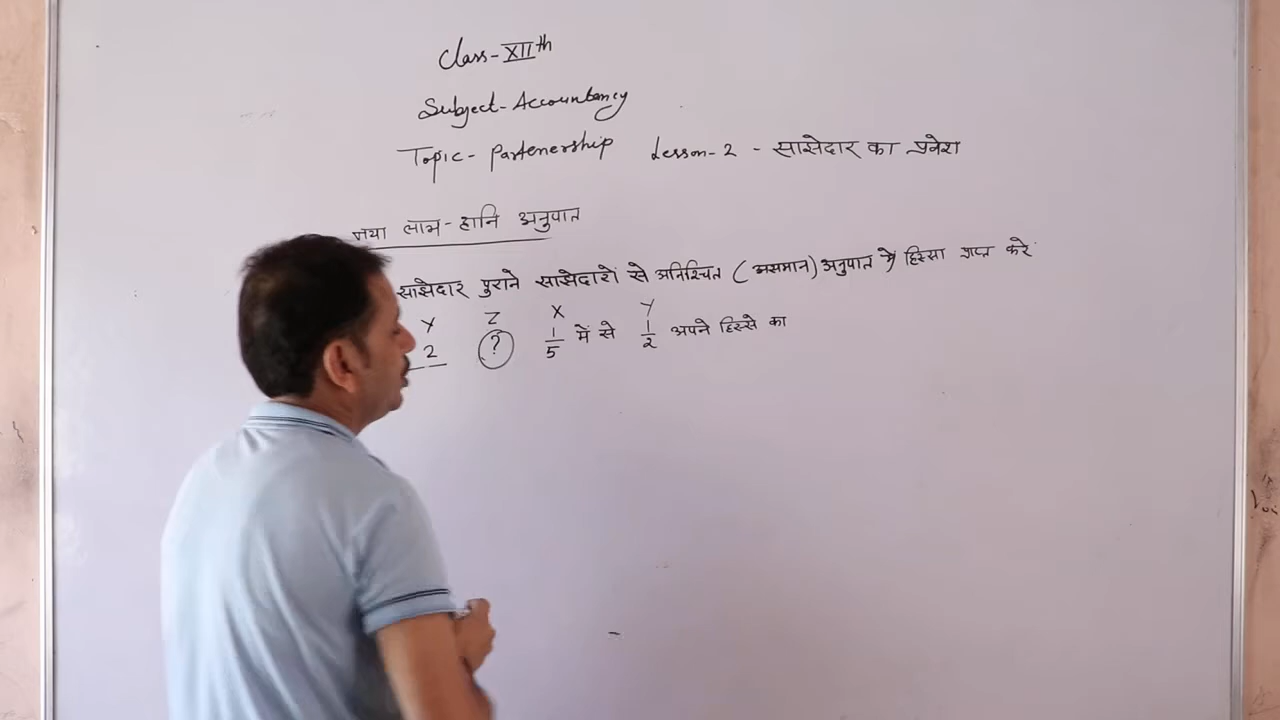 Class-XIIth
Subject-Accountancy
Topic- Partenership Lesson-2 - साझेदार का प्रवेश
नया लाभ-हानि अनुपात
साझेदार पुराने साझेदारो से अनिश्चित (असमान) अनुपात मे हिस्सा प्राप्त करे
Y Z X Y
2 ? 1/5 में से 1/2 अपने हिस्से का